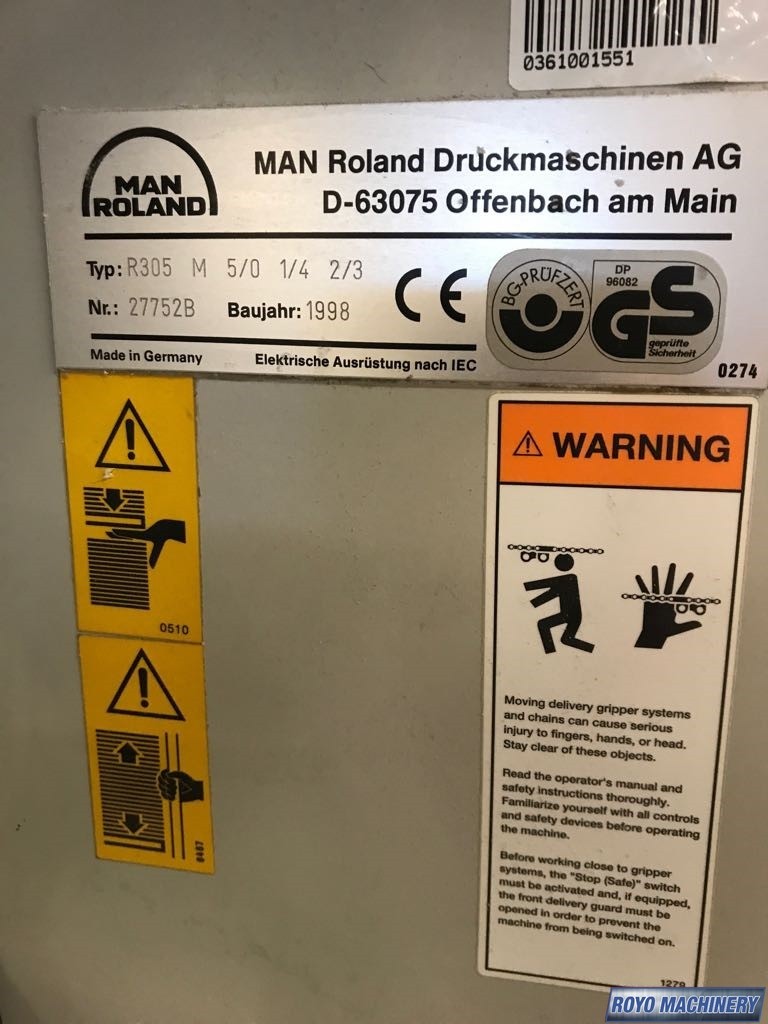 0361001551
MAN
ROLAND
MAN Roland Druckmaschinen AG
D-63075 Offenbach am Main
Typ: R305 M 5/0 1/4 2/3
Nr.: 27752B Baujahr: 1998
CE
BG-PRÜFZERT
DP
96082
GS
geprüfte
Sicherheit
Made in Germany Elektrische Ausrüstung nach IEC
0274
0510
0407
WARNING
Moving delivery gripper systems
and chains can cause serious
injury to fingers, hands, or head.
Stay clear of these objects.
Read the operator's manual and
safety instructions thoroughly.
Familiarize yourself with all controls
and safety devices before operating
the machine.
Before working close to gripper
systems, the "Stop (Safe)" switch
must be activated and, if equipped,
the front delivery guard must be
opened in order to prevent the
machine from being switched on.
1279
ROYO MACHINERY